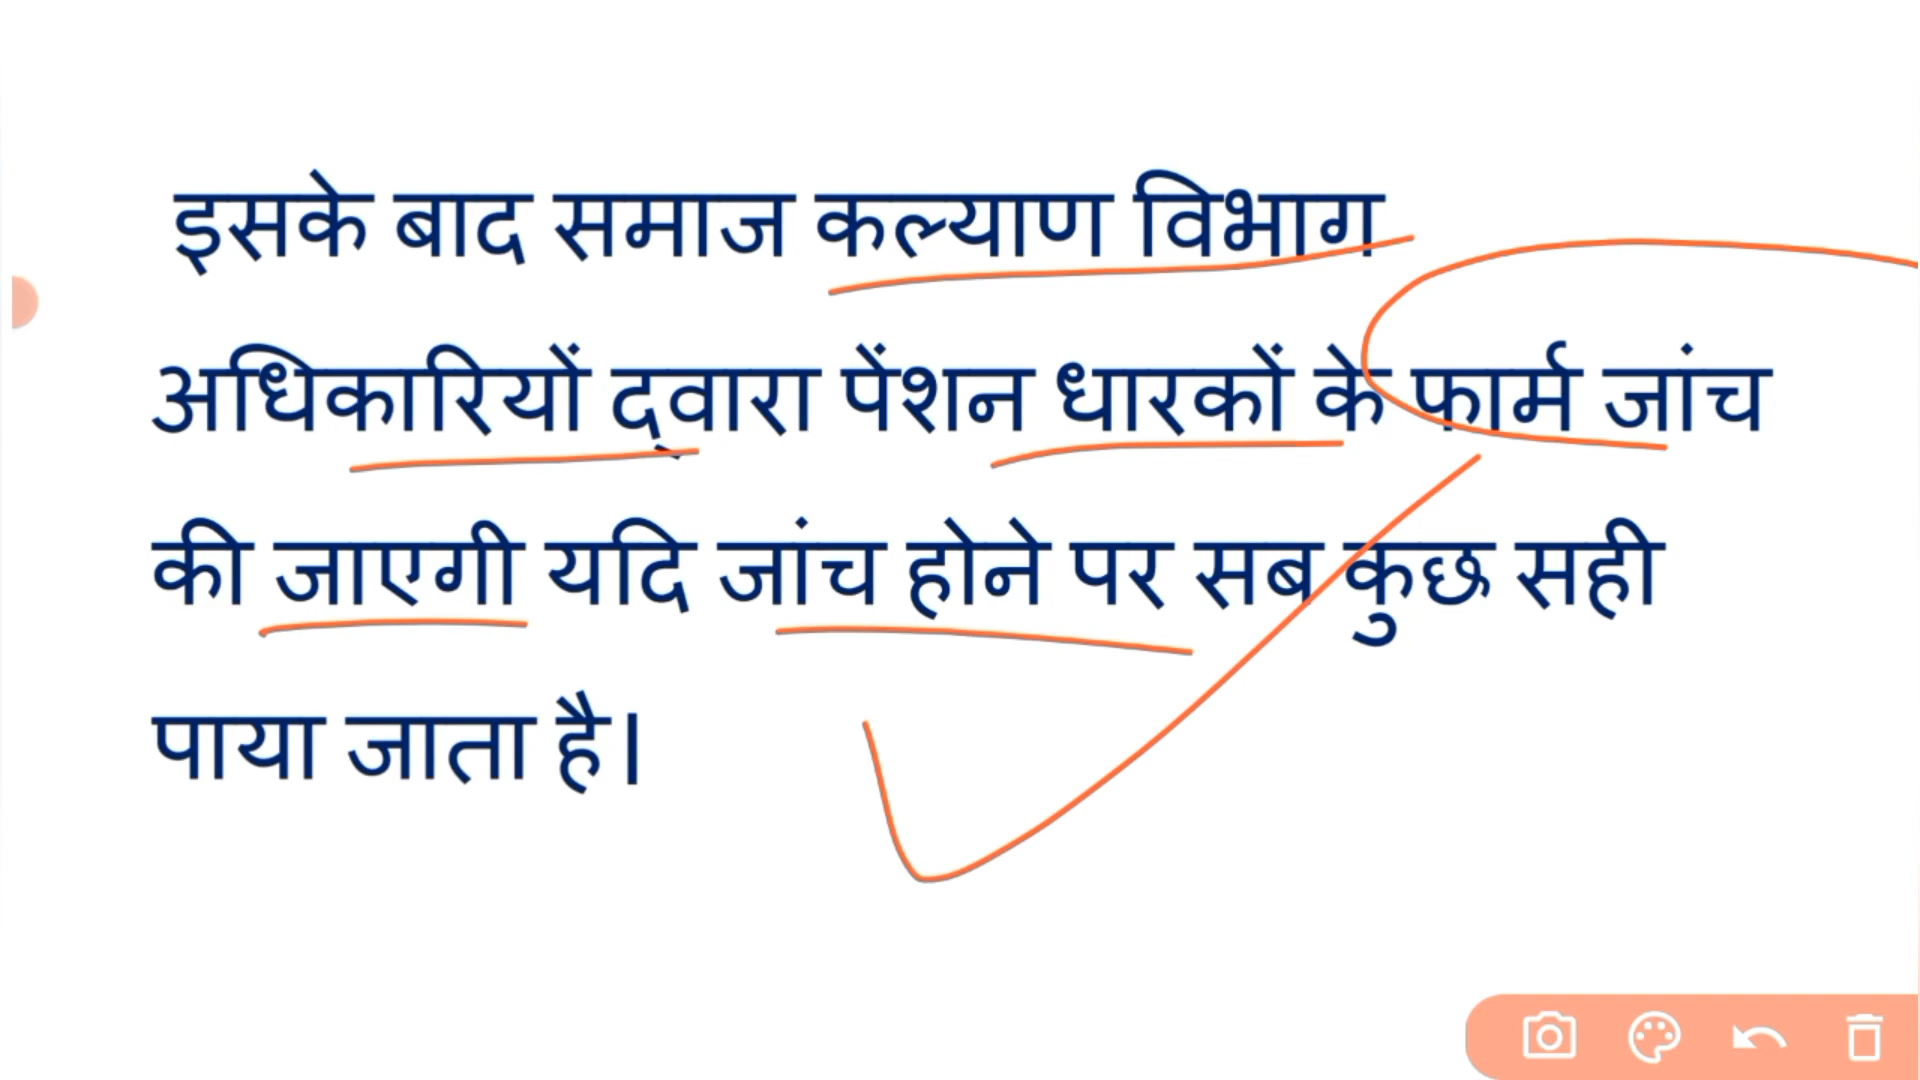 इसके बाद समाज कल्याण विभाग
अधिकारियों द्वारा पेंशन धारकों के फार्म जांच
की जाएगी यदि जांच होने पर सब कुछ सही
पाया जाता है।